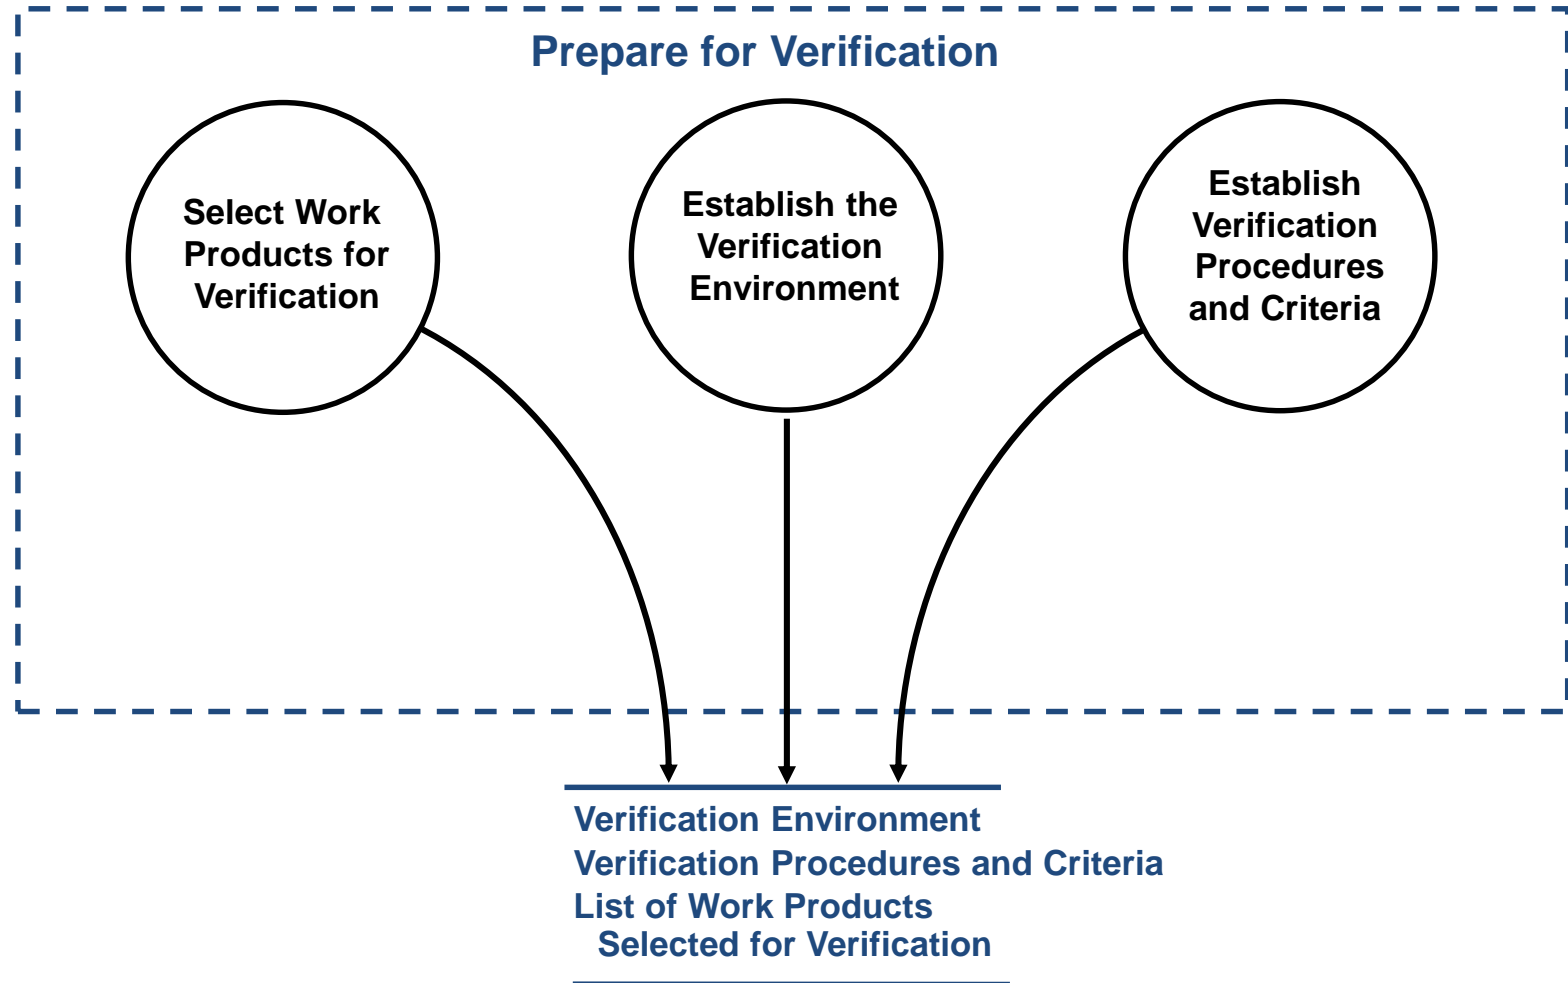 Prepare for Verification
Select Work
Products for
Verification
Establish the
Verification
Environment
Establish
Verification
Procedures
and Criteria
Verification Environment
Verification Procedures and Criteria
List of Work Products
Selected for Verification